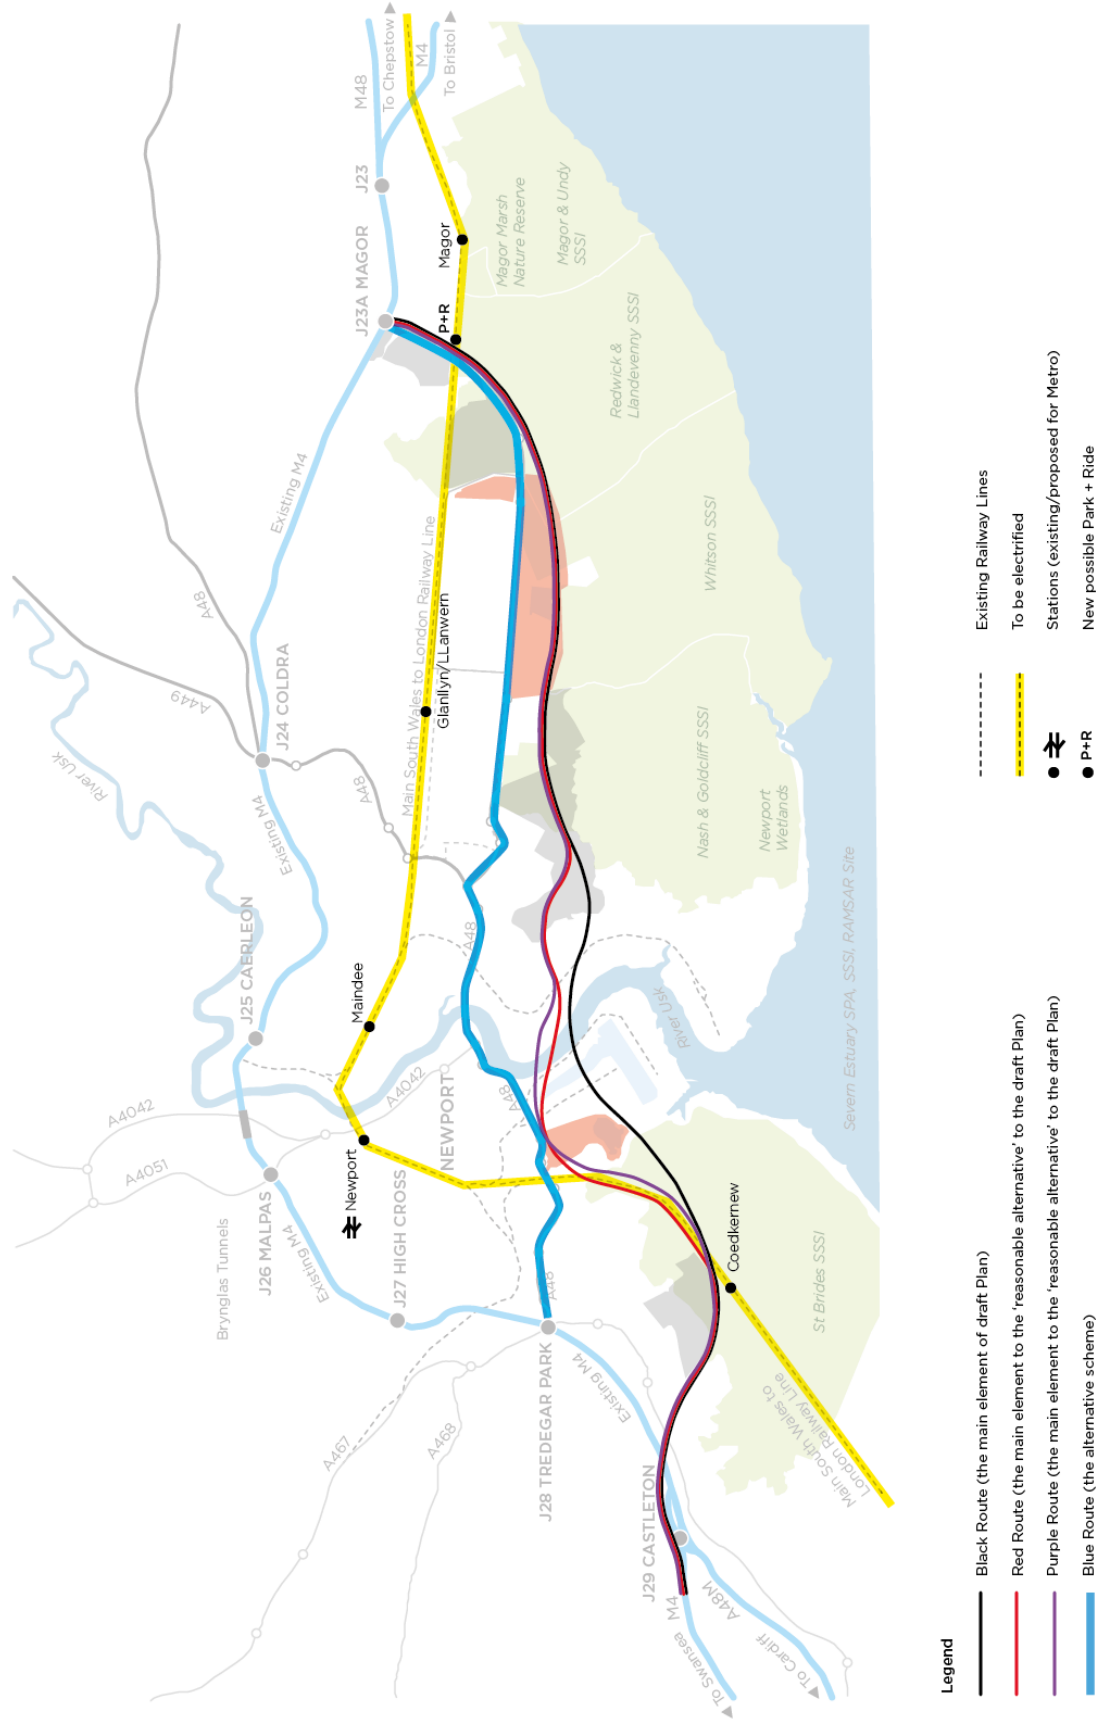 To Chepstow
M4
To Bristol
M48
J23
J23A MAGOR
Magor
P+R
Magor Marsh
Nature Reserve
Magor & Undy
SSSI
Redwick &
Llandevenny SSSI
Whitson SSSI
Nash & Goldcliff SSSI
Newport
Wetlands
Severn Estuary SPA, SSSI, RAMSAR Site
St Brides SSSI
Existing M4
A48
A449
River Usk
J24 COLDRA
A48
Main South Wales to London Railway Line
Glanllyn/LLanwern
Existing M4
J25 CAERLEON
Maindee
A48
River Usk
A4042
A4042
A4051
NEWPORT
A48
Newport
J26 MALPAS
Brynglas Tunnels
Existing M4
J27 HIGH CROSS
A48
J28 TREDEGAR PARK
Existing M4
A467
A468
Coedkernew
Main South Wales to
London Railway Line
J29 CASTLETON
M4
A48M
To Swansea
To Cardiff
Legend
Black Route (the main element of draft Plan)
Red Route (the main element to the 'reasonable alternative' to the draft Plan)
Purple Route (the main element to the 'reasonable alternative' to the draft Plan)
Blue Route (the alternative scheme)
Existing Railway Lines
To be electrified
Stations (existing/proposed for Metro)
P+R
New possible Park + Ride